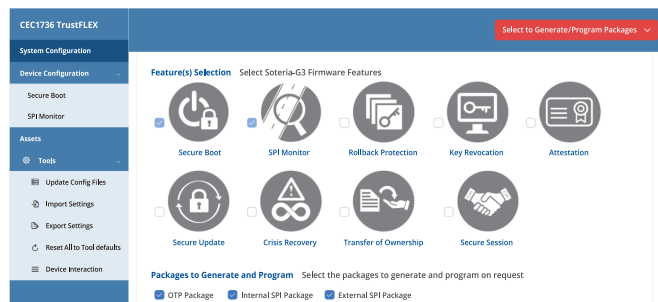 CEC1736 TrustFLEX
Select to Generate/Program Packages
System Configuration
Device Configuration
Secure Boot
SPI Monitor
Assets
Tools
Update Config Files
Import Settings
Export Settings
Reset All to Tool defaults
Device Interaction
Feature(s) Selection Select Soteria-G3 Firmware Features
Secure Boot SPI Monitor Rollback Protection Key Revocation Attestation
Secure Update Crisis Recovery Transfer of Ownership Secure Session
Packages to Generate and Program Select the packages to generate and program on request
OTP Package Internal SPI Package External SPI Package